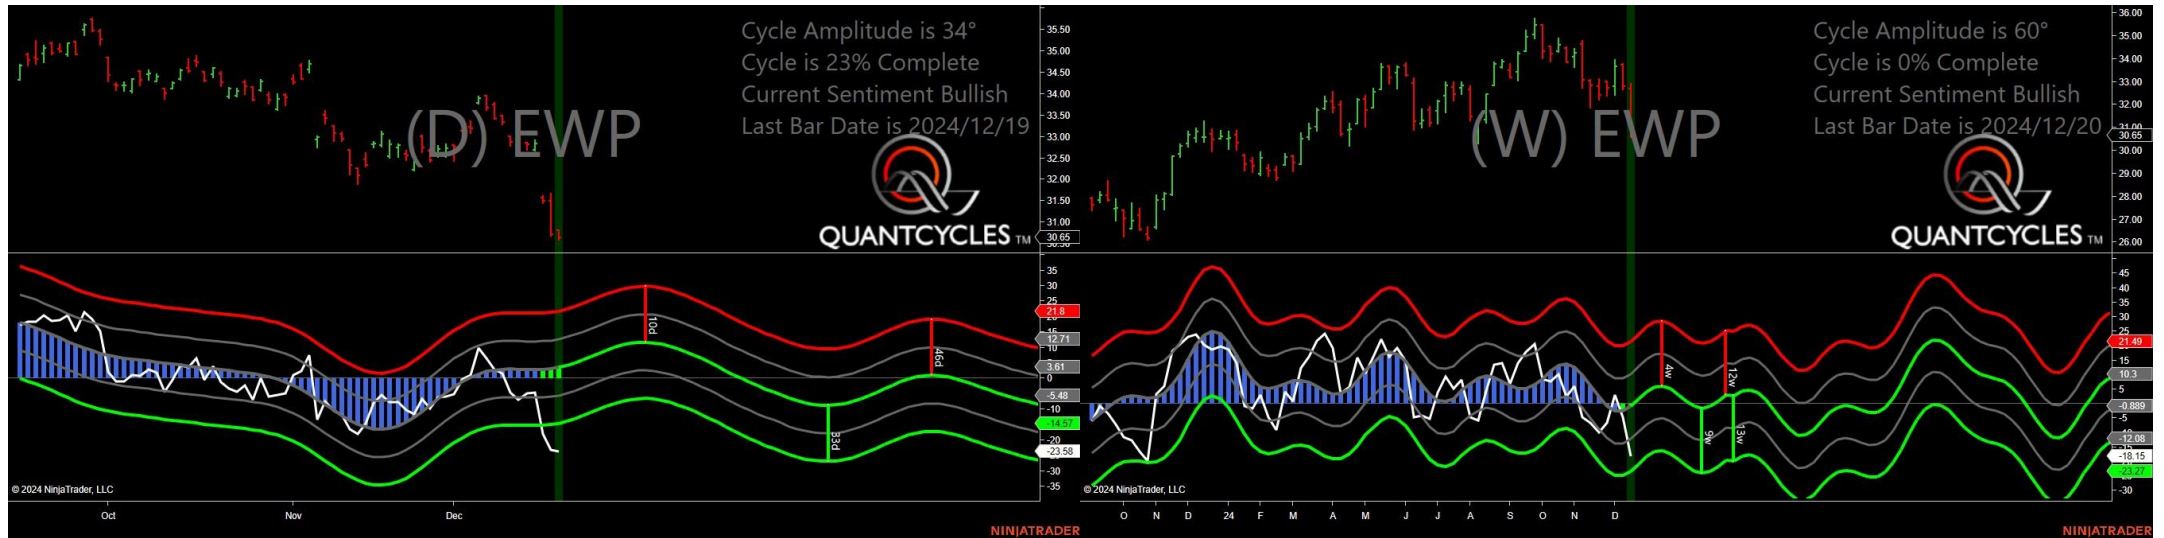 Cycle Amplitude is 34°
Cycle is 23% Complete
Current Sentiment Bullish
Last Bar Date is 2024/12/19
(D) EWP
QUANTCYCLES TM
35.50
35.00
34.50
34.00
33.50
33.00
32.50
32.00
31.50
31.00
30.65
35
30
25
21.8
15
12.71
10
3.61
0
-5.48
-10
-14.57
-20
-23.58
-30
-35
10d
33d
46d
© 2024 NinjaTrader, LLC
Oct
Nov
Dec
NINJATRADER
Cycle Amplitude is 60°
Cycle is 0% Complete
Current Sentiment Bullish
Last Bar Date is 2024/12/20
(W) EWP
QUANTCYCLES TM
36.00
35.00
34.00
33.00
32.00
31.00
30.65
30.00
29.00
28.00
27.00
26.00
45
40
35
30
21.49
15
10.3
5
-0.889
-5
-12.08
-18.15
-23.27
-30
4w
9w
12w
13w
© 2024 NinjaTrader, LLC
O
N
D
24
F
M
A
M
J
J
A
S
O
N
D
NINJATRADER